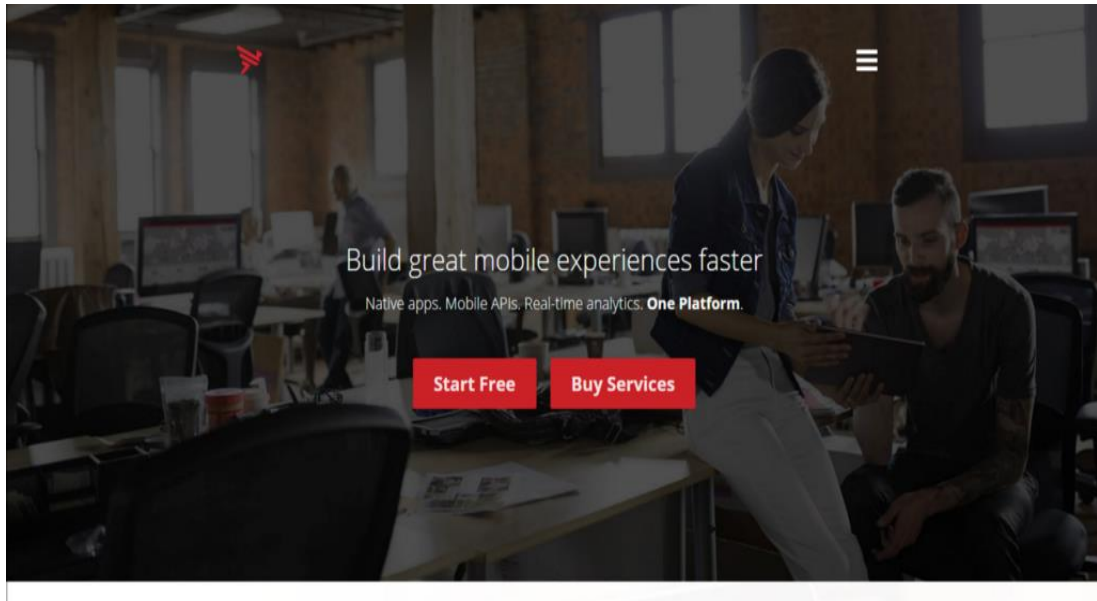 Build great mobile experiences faster
Native apps. Mobile APIs. Real-time analytics. One Platform.
Start Free
Buy Services